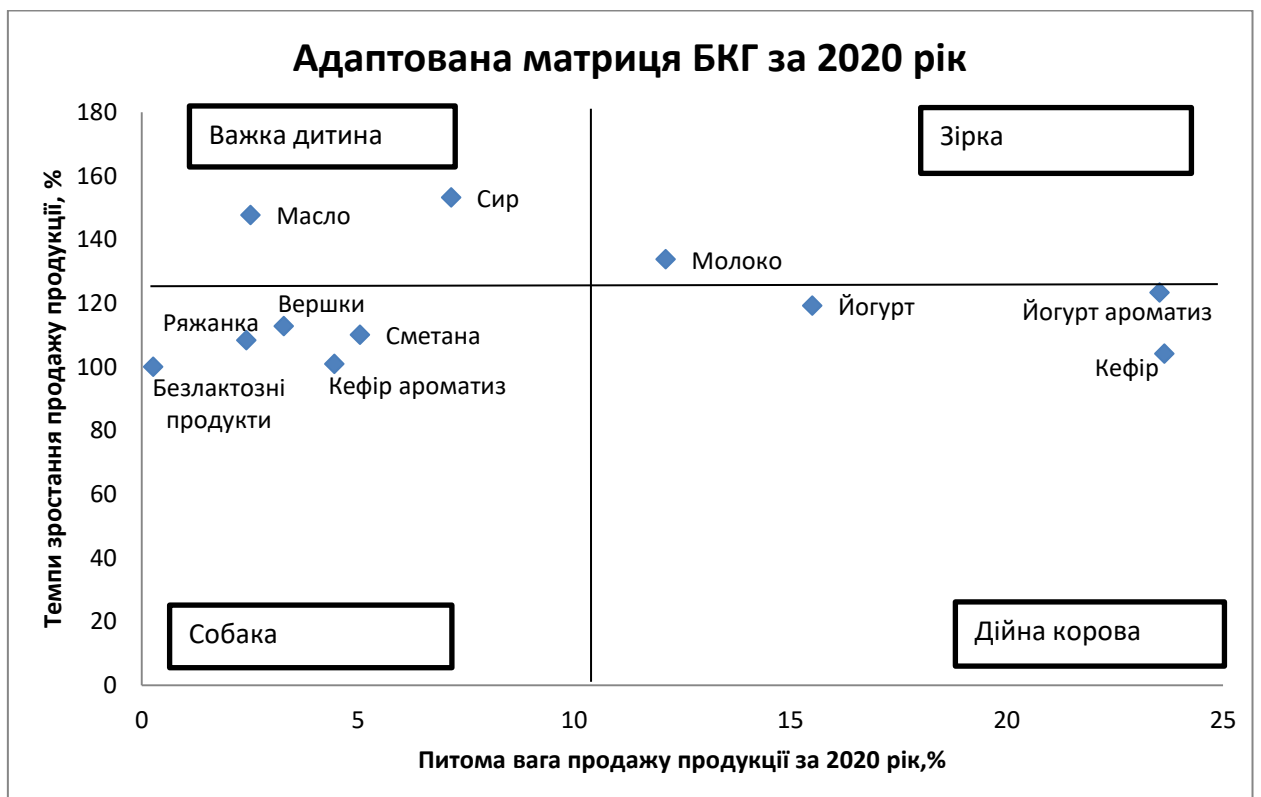 Адаптована матриця БКГ за 2020 рік
Темпи зростання продажу продукції, %
180
160
140
120
100
80
60
40
20
0
Важка дитина
Зірка
Масло
Сир
Молоко
Вершки
Ряжанка
Сметана
Йогурт
Йогурт ароматиз
Безлактозні
продукти
Кефір ароматиз
Кефір
Собака
Дійна корова
0
5
10
15
20
25
Питома вага продажу продукції за 2020 рік,%